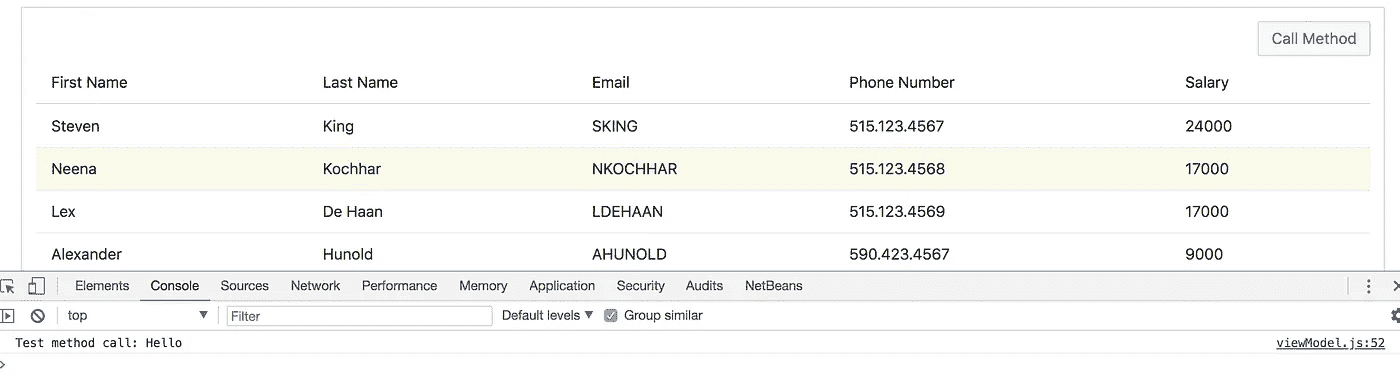 Call Method
First Name Last Name Email Phone Number Salary
Steven King SKING 515.123.4567 24000
Neena Kochhar NKOCHHAR 515.123.4568 17000
Lex De Haan LDEHAAN 515.123.4569 17000
Alexander Hunold AHUNOLD 590.423.4567 9000
Elements Console Sources Network Performance Memory Application Security Audits NetBeans
top Filter Default levels Group similar
Test method call: Hello viewModel.js:52